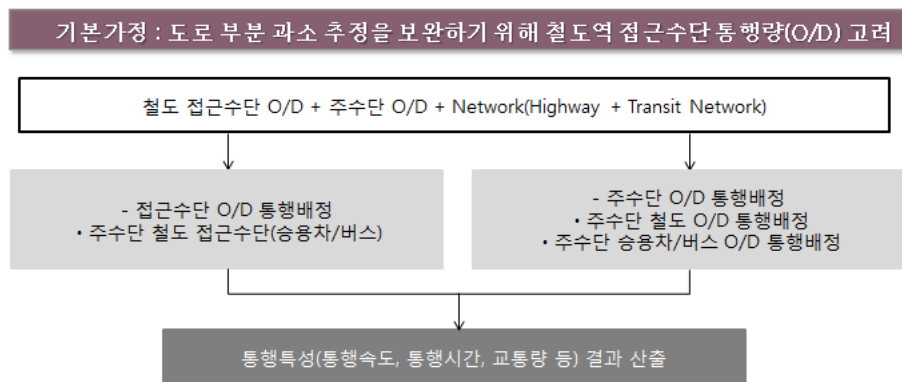 기본가정 : 도로 부분 과소 추정을 보완하기 위해 철도역 접근수단 통행량(O/D) 고려
철도 접근수단 O/D + 주수단 O/D + Network(Highway + Transit Network)
- 접근수단 O/D 통행배정
• 주수단 철도 접근수단(승용차/버스)
- 주수단 O/D 통행배정
• 주수단 철도 O/D 통행배정
• 주수단 승용차/버스 O/D 통행배정
통행특성(통행속도, 통행시간, 교통량 등) 결과 산출